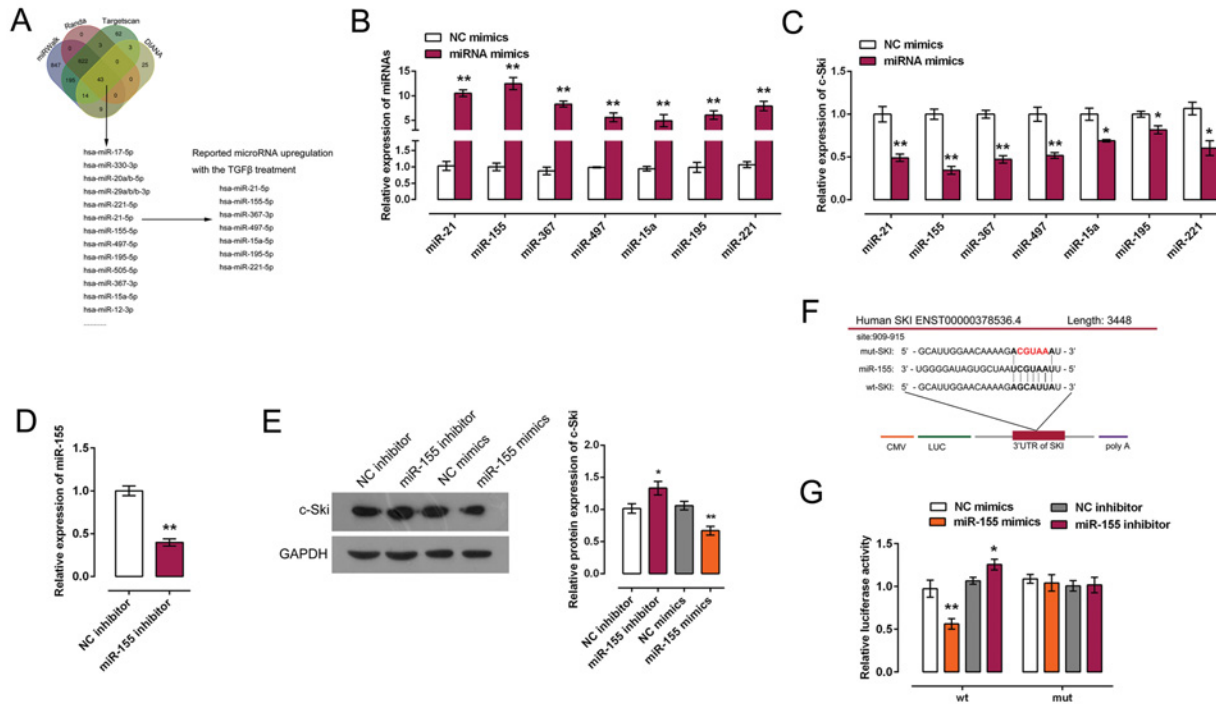 A
miRWalk
Randa
Targetscan
DIANA
0
62
3
3
2
847
622
0
25
195
43
0
14
0
9
hsa-miR-17-5p
hsa-miR-330-3p
hsa-miR-20a/b-5p
hsa-miR-29a/b/b-3p
hsa-miR-221-5p
hsa-miR-21-5p
hsa-miR-155-5p
hsa-miR-497-5p
hsa-miR-195-5p
hsa-miR-505-5p
hsa-miR-367-3p
hsa-miR-15a-5p
hsa-miR-12-3p
............
Reported microRNA upregulation
with the TGFβ treatment
hsa-miR-21-5p
hsa-miR-155-5p
hsa-miR-367-3p
hsa-miR-497-5p
hsa-miR-15a-5p
hsa-miR-195-5p
hsa-miR-221-5p
B
NC mimics
miRNA mimics
Relative expression of miRNAs
15
10
5
1.0
0.0
** ** ** ** ** ** **
miR-21 miR-155 miR-367 miR-497 miR-15a miR-195 miR-221
C
NC mimics
miRNA mimics
Relative expression of c-Ski
1.5
1.0
0.5
0.0
** ** ** ** * * *
miR-21 miR-155 miR-367 miR-497 miR-15a miR-195 miR-221
D
Relative expression of miR-155
1.5
1.0
0.5
0.0
**
NC inhibitor miR-155 inhibitor
E
NC inhibitor miR-155 inhibitor NC mimics miR-155 mimics
c-Ski
GAPDH
Relative protein expression of c-Ski
2.0
1.5
1.0
0.5
0.0
* **
NC inhibitor miR-155 inhibitor NC mimics miR-155 mimics
F
Human SKI ENST00000378536.4 Length: 3448
site:909-915
mut-SKI: 5' - GCAUUGGAACAAAAGACGUAAAU - 3'
miR-155: 3' - UGGGGAUAGUGCUAAUCGUAAUU - 5'
wt-SKI: 5' - GCAUUGGAACAAAAGAGCAUUAU - 3'
CMV LUC 3'UTR of SKI poly A
G
NC mimics NC inhibitor
miR-155 mimics miR-155 inhibitor
Relative luciferase activity
1.5
1.0
0.5
0.0
** *
wt mut